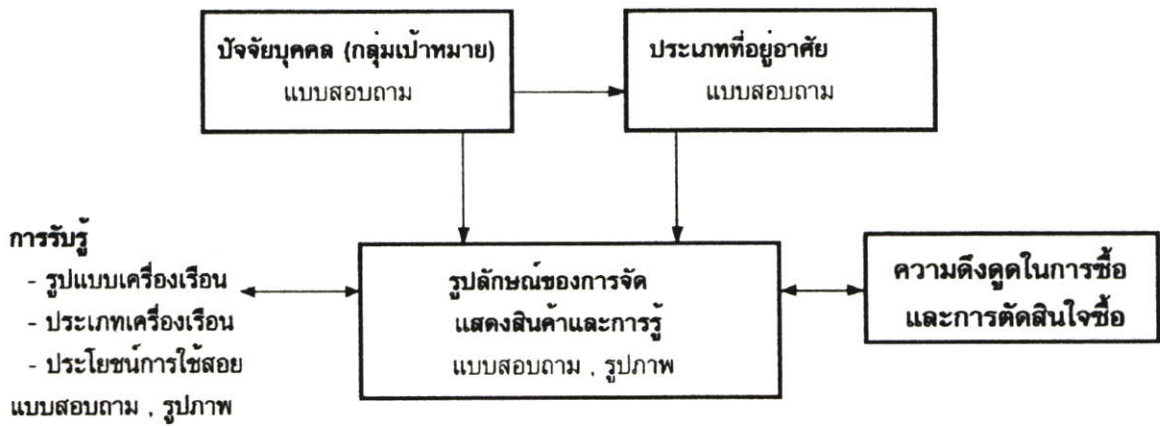 ปัจจัยบุคคล (กลุ่มเป้าหมาย)
แบบสอบถาม
ประเภทที่อยู่อาศัย
แบบสอบถาม
การรับรู้
- รูปแบบเครื่องเรือน
- ประเภทเครื่องเรือน
- ประโยชน์การใช้สอย
แบบสอบถาม , รูปภาพ
รูปลักษณ์ของการจัด
แสดงสินค้าและการรู้
แบบสอบถาม , รูปภาพ
ความดึงดูดในการซื้อ
และการตัดสินใจซื้อ